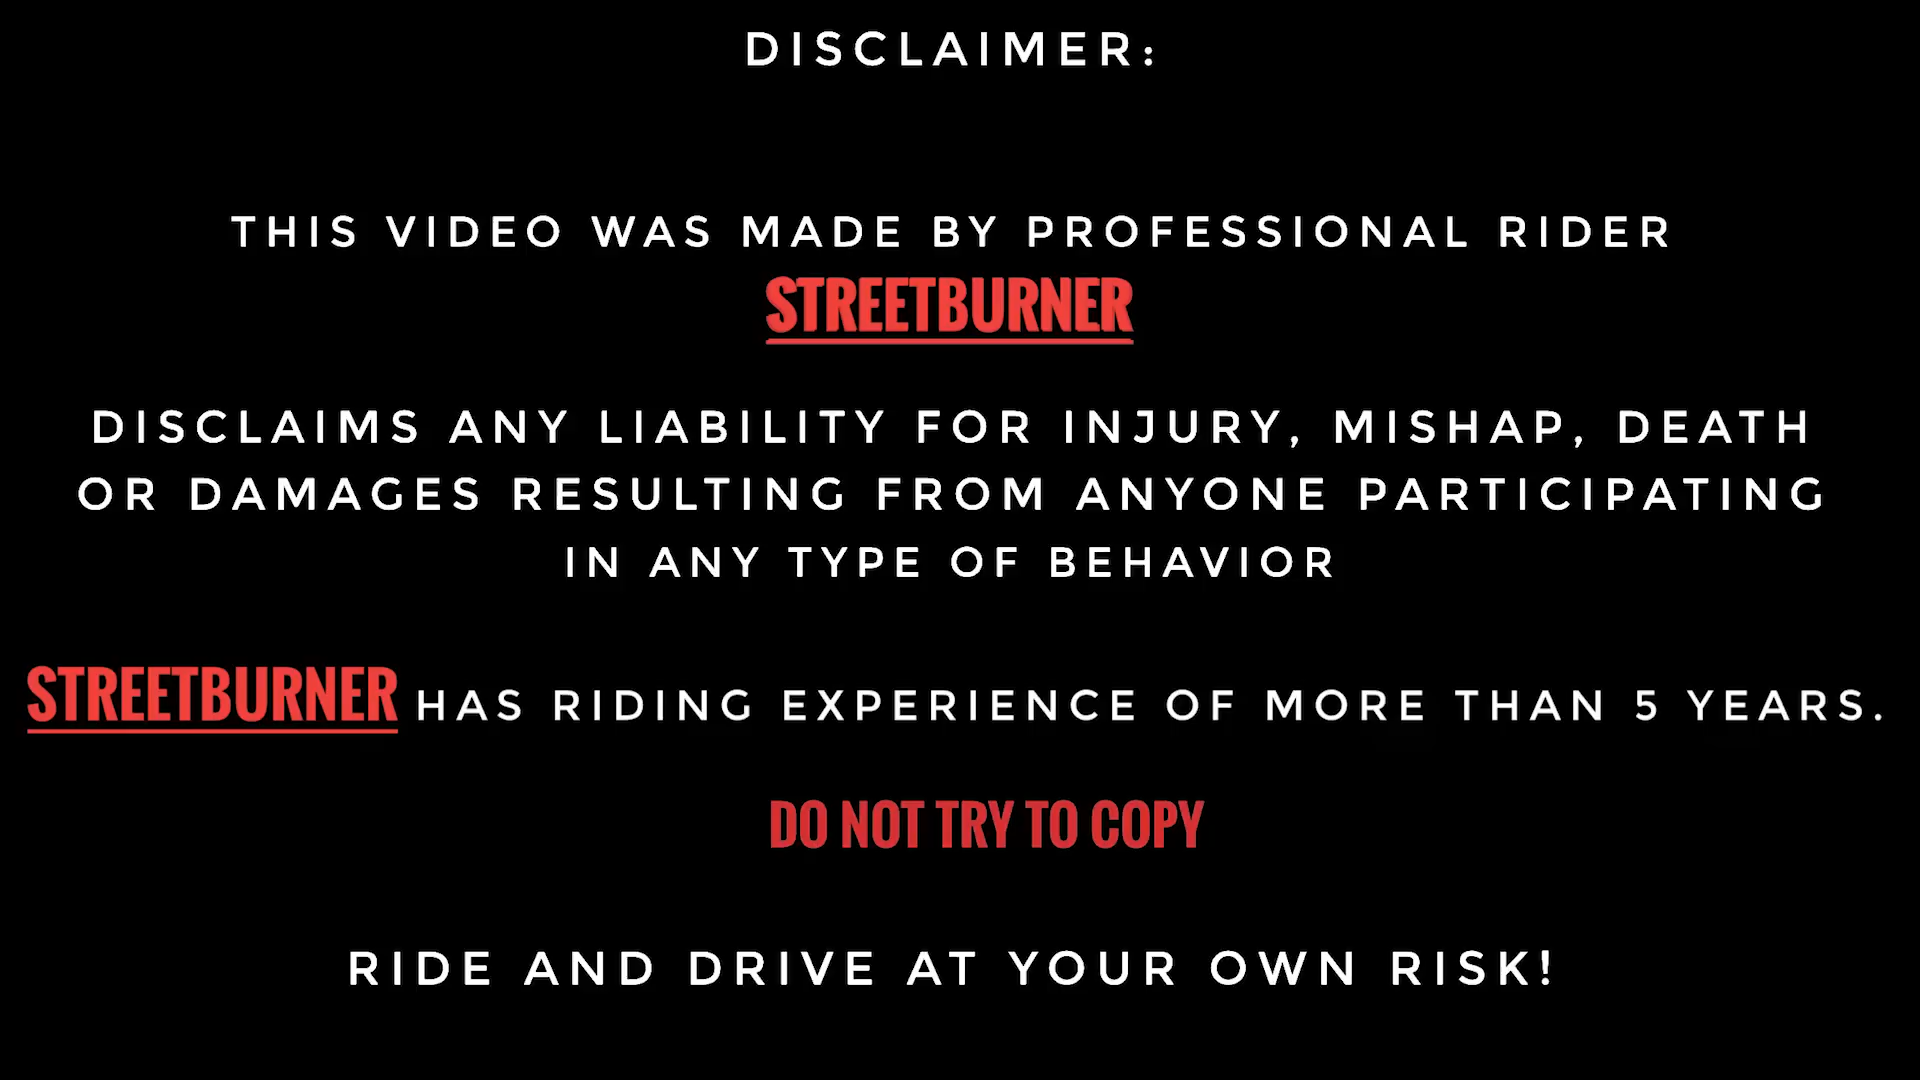 DISCLAIMER:
THIS VIDEO WAS MADE BY PROFESSIONAL RIDER
STREETBURNER
DISCLAIMS ANY LIABILITY FOR INJURY, MISHAP, DEATH
OR DAMAGES RESULTING FROM ANYONE PARTICIPATING
IN ANY TYPE OF BEHAVIOR
STREETBURNER HAS RIDING EXPERIENCE OF MORE THAN 5 YEARS.
DO NOT TRY TO COPY
RIDE AND DRIVE AT YOUR OWN RISK!